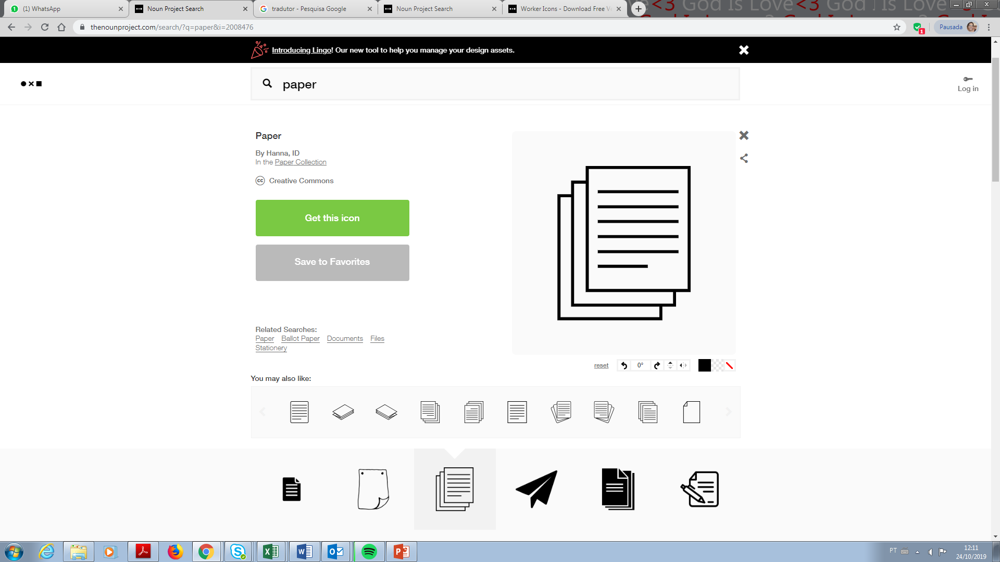 (1) WhatsApp
Noun Project Search
tradutor - Pesquisa Google
Noun Project Search
Worker Icons - Download Free V
<3 God Is Love<3 God Is Love
thenounproject.com/search/?q=paper&i=2008476
1
Pausada
Introducing Lingo! Our new tool to help you manage your design assets.
paper
Log in
Paper
By Hanna, ID
In the Paper Collection
cc Creative Commons
Get this icon
Save to Favorites
Related Searches:
Paper Ballot Paper Documents Files
Stationery
reset 0°
You may also like:
PT
12:11
24/10/2019